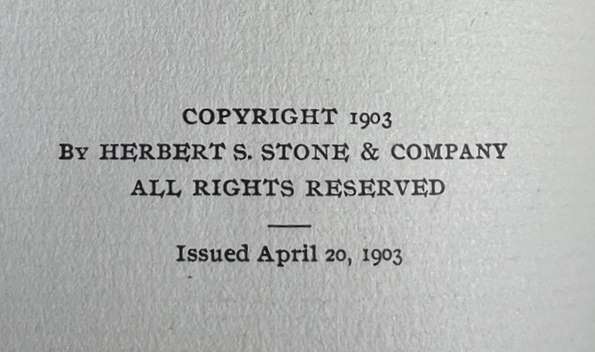 COPYRIGHT 1903
By HERBERT S. STONE & COMPANY
ALL RIGHTS RESERVED
Issued April 20, 1903